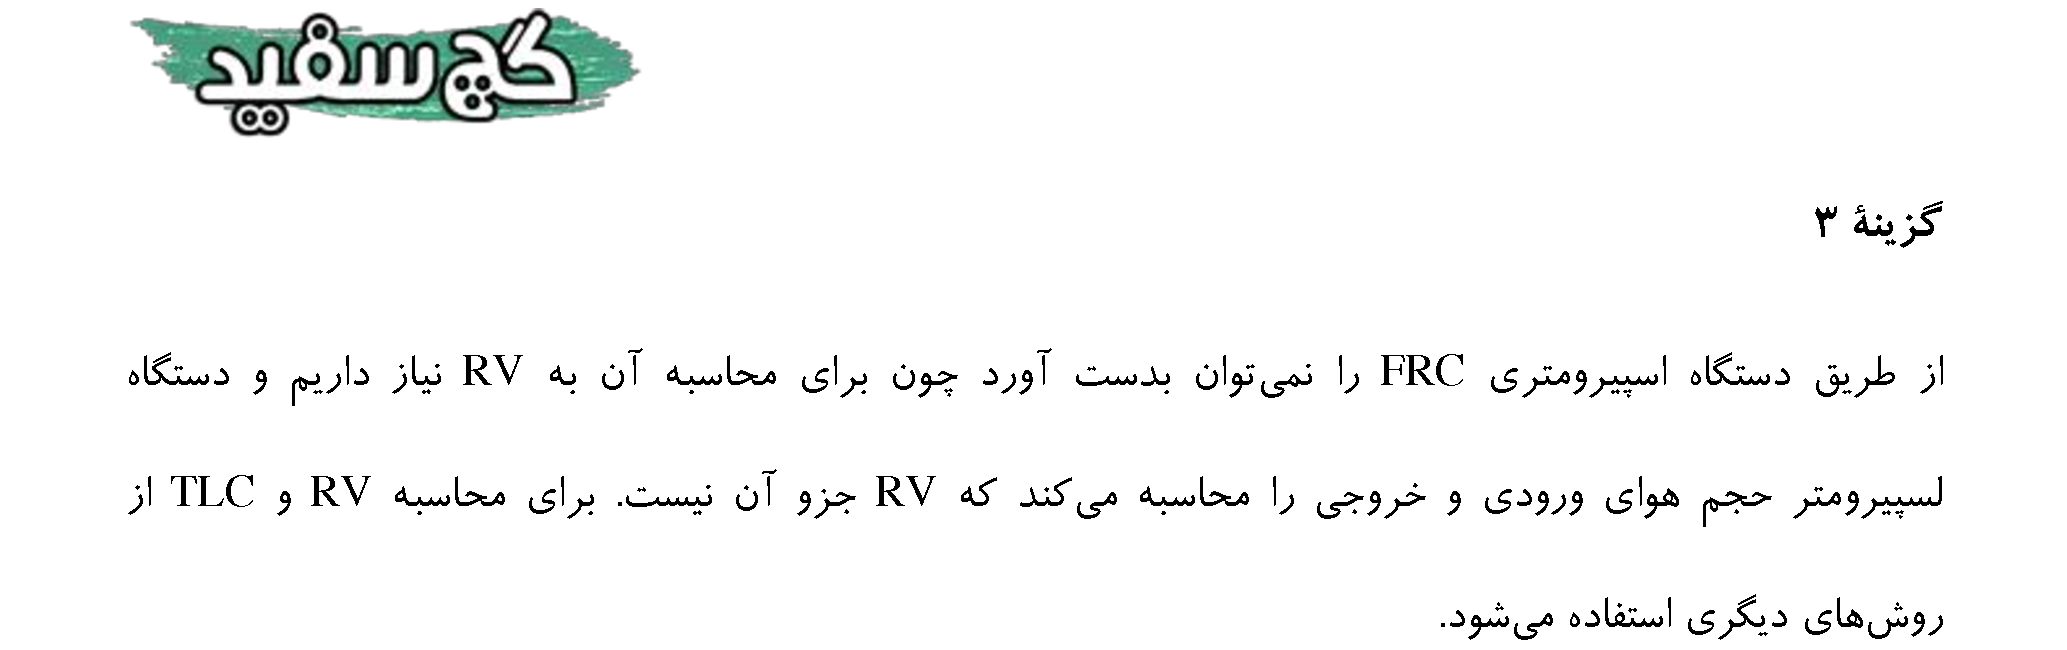 گچ سفید
گزینهٔ ۳
از طریق دستگاه اسپیرومتری FRC را نمی‌توان بدست آورد چون برای محاسبه آن به RV نیاز داریم و دستگاه
لسپیرومتر حجم هوای ورودی و خروجی را محاسبه می‌کند که RV جزو آن نیست. برای محاسبه RV و TLC از
روش‌های دیگری استفاده می‌شود.